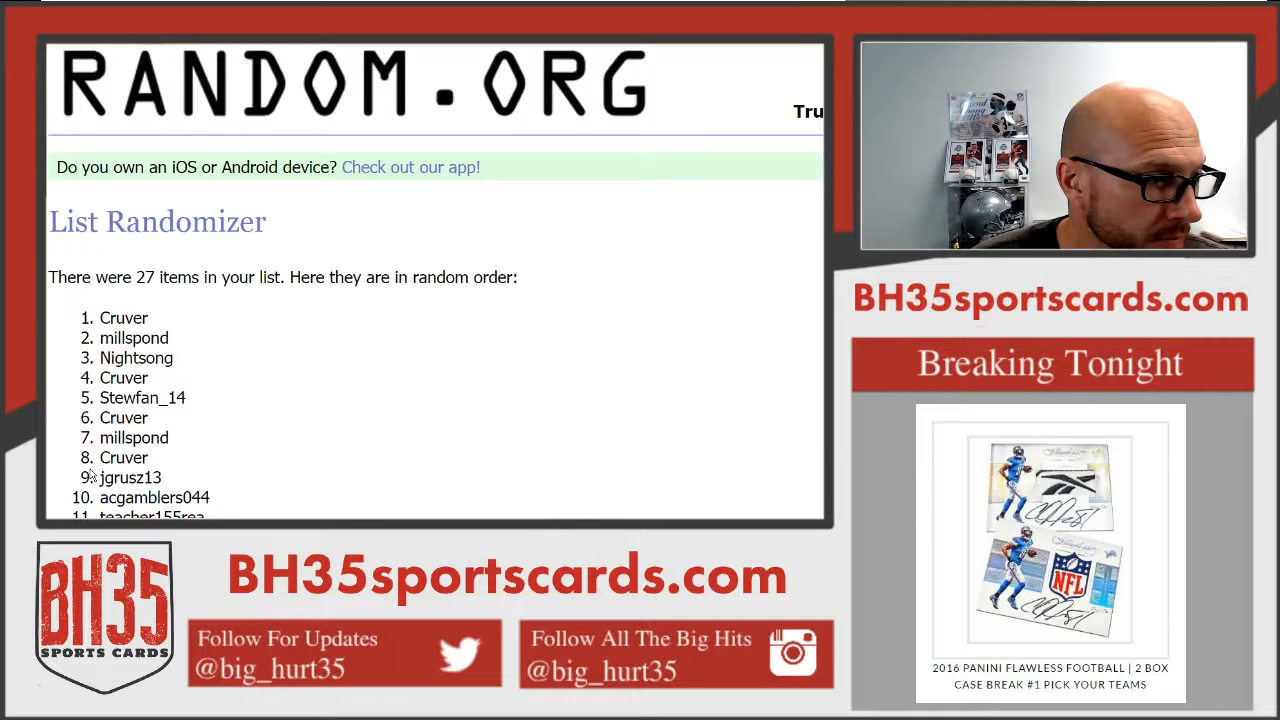 RANDOM.ORG
Tru
Do you own an iOS or Android device? Check out our app!
List Randomizer
There were 27 items in your list. Here they are in random order:
1. Cruver
2. millspond
3. Nightsong
4. Cruver
5. Stewfan_14
6. Cruver
7. millspond
8. Cruver
9. jgrusz13
10. acgamblers044
11. teacher155rea
BH35sportscards.com
Breaking Tonight
NFL
2016 PANINI FLAWLESS FOOTBALL | 2 BOX
CASE BREAK #1 PICK YOUR TEAMS
BH35
SPORTS CARDS
BH35sportscards.com
Follow For Updates
@big_hurt35
Follow All The Big Hits
@big_hurt35